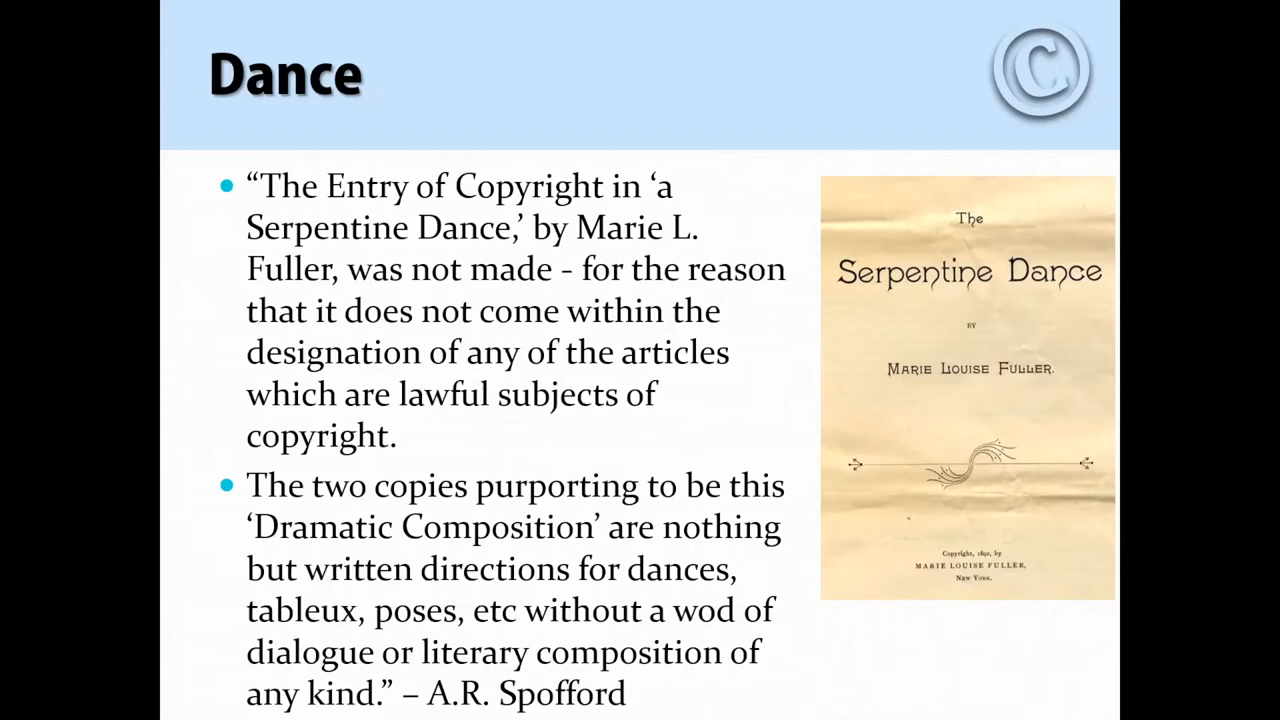 Dance
C
“The Entry of Copyright in ‘a
Serpentine Dance,’ by Marie L.
Fuller, was not made - for the reason
that it does not come within the
designation of any of the articles
which are lawful subjects of
copyright.
The two copies purporting to be this
‘Dramatic Composition’ are nothing
but written directions for dances,
tableux, poses, etc without a wod of
dialogue or literary composition of
any kind.” – A.R. Spofford
The
Serpentine Dance
BY
MARIE LOUISE FULLER.
Copyright, 1892, by
MARIE LOUISE FULLER,
NEW YORK.